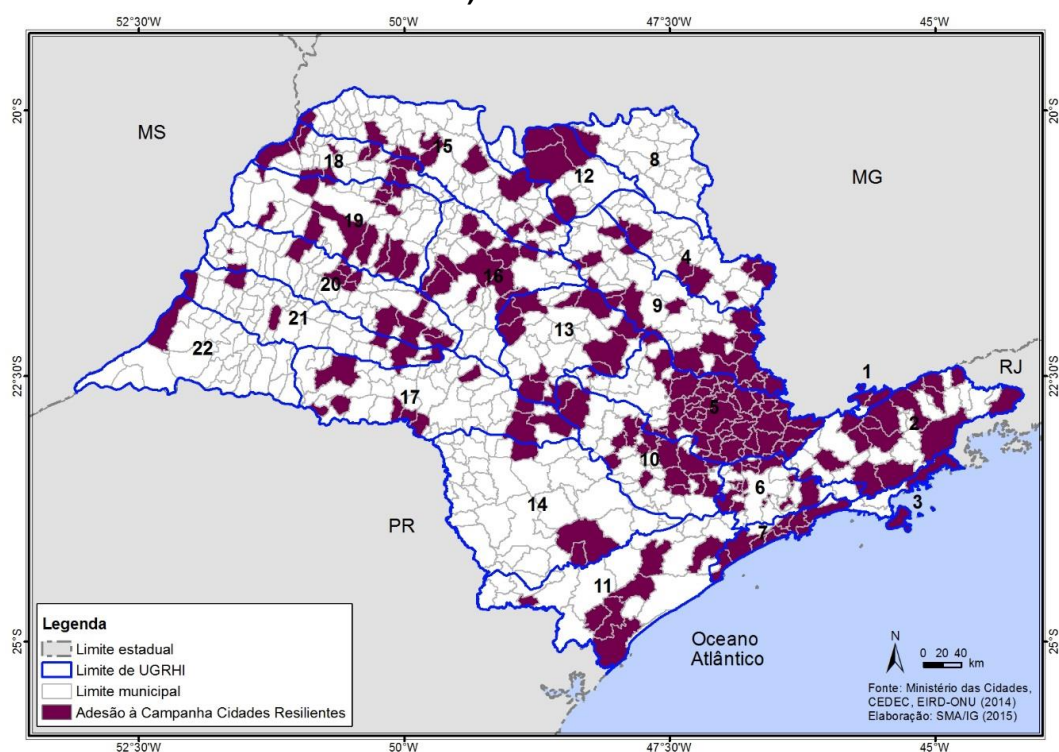 52°30'W 50°W 47°30'W 45°W
20°S 20°S
MS
15
18
12
8
MG
19
4
16
20
9
21
13
22
22°30'S 22°30'S
1
RJ
17
5
2
10
6
3
14
7
PR
11
Legenda
Limite estadual
Limite de UGRHI
Limite municipal
Adesão à Campanha Cidades Resilientes
Oceano
Atlântico
N
0 20 40
km
Fonte: Ministério das Cidades,
CEDEC, EIRD-ONU (2014)
Elaboração: SMA/IG (2015)
25°S 25°S
52°30'W 50°W 47°30'W 45°W